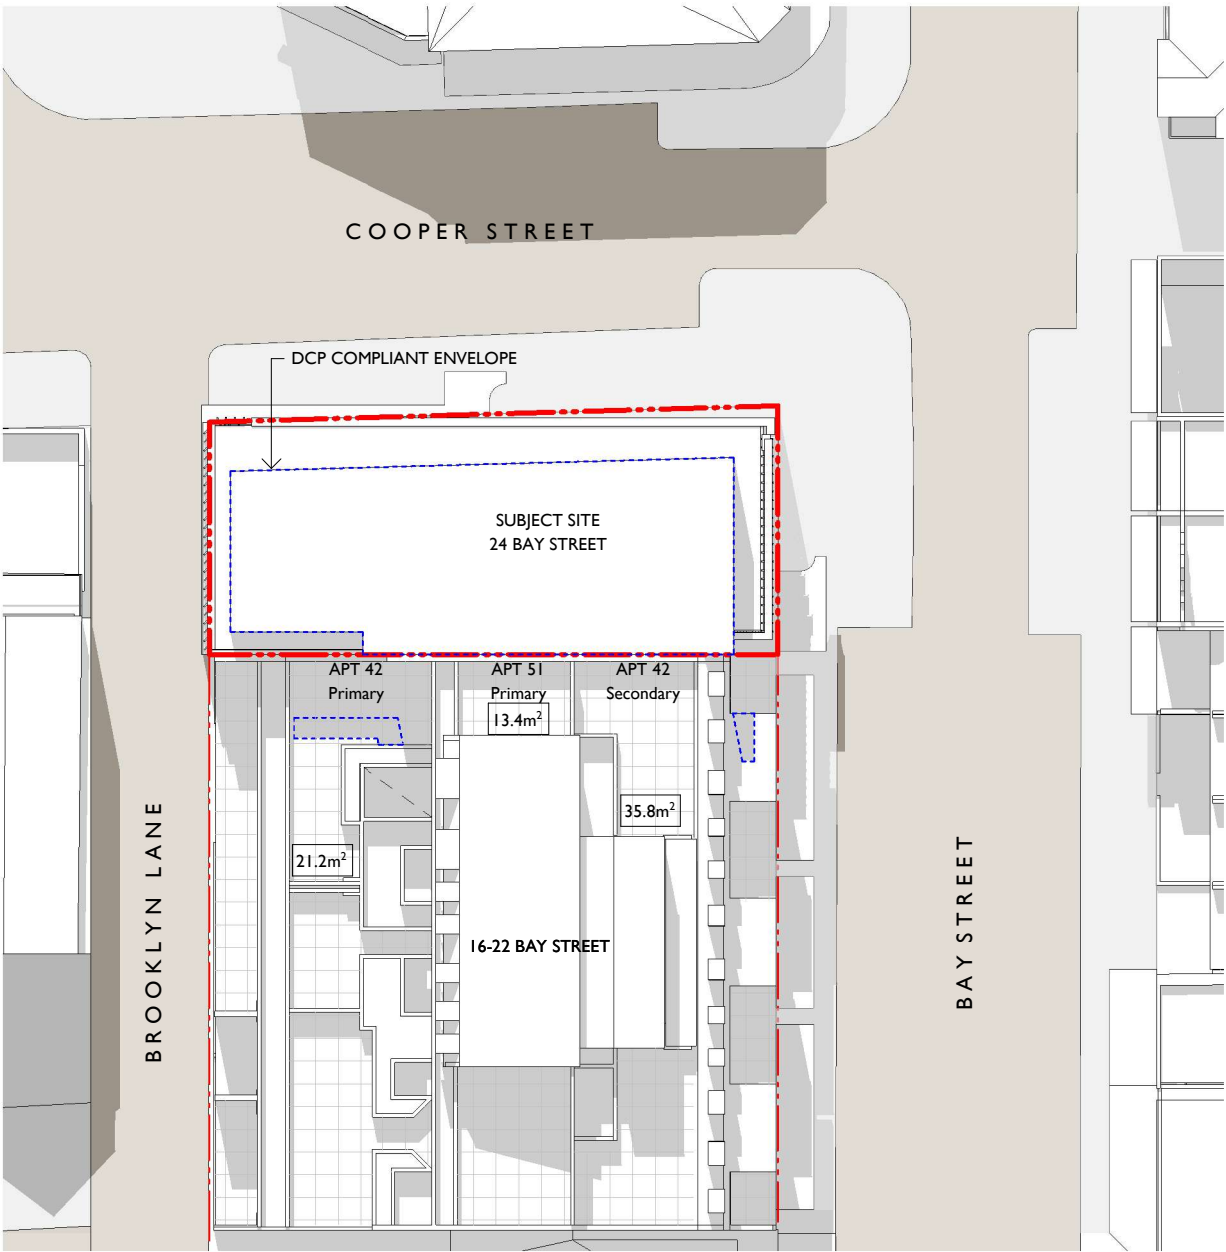 COOPER STREET
DCP COMPLIANT ENVELOPE
SUBJECT SITE
24 BAY STREET
APT 42
Primary
APT 51
Primary
13.4m²
APT 42
Secondary
35.8m²
21.2m²
16-22 BAY STREET
BROOKLYN LANE
BAY STREET